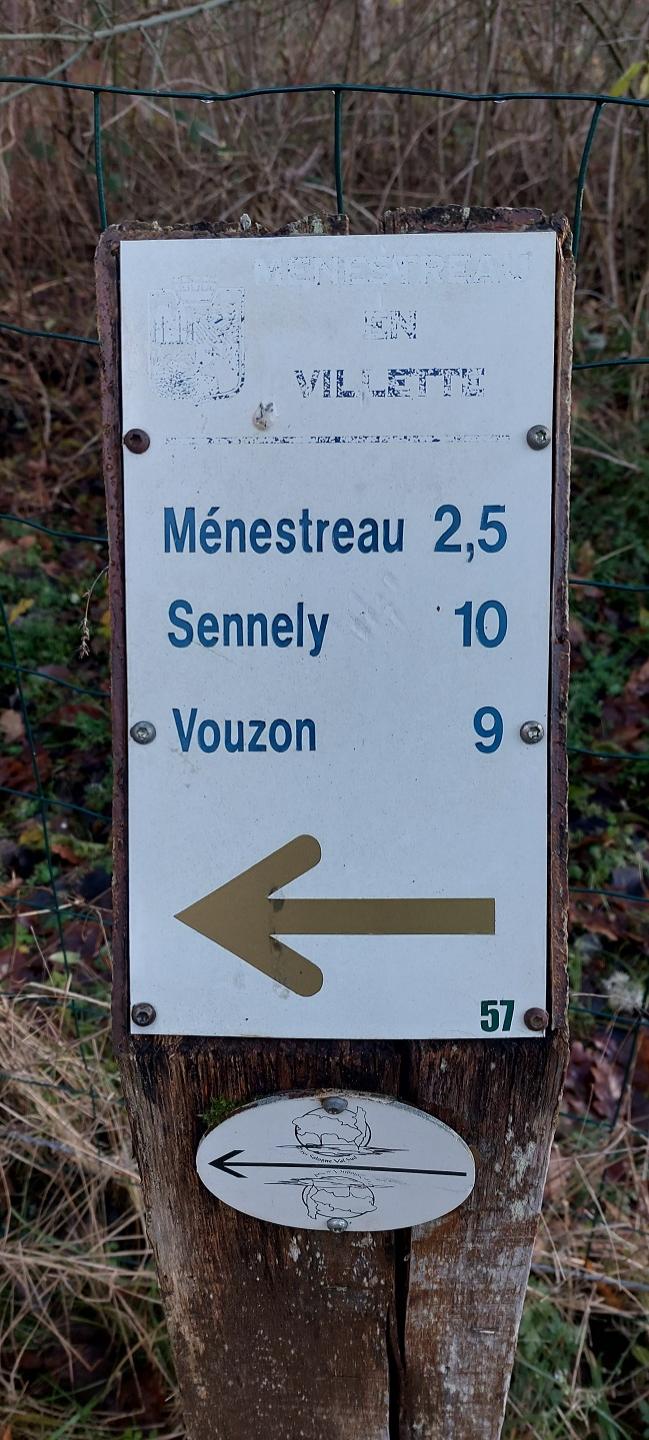 MENESTREAU
EN
VILLETTE
Ménestreau 2,5
Sennely 10
Vouzon 9
57